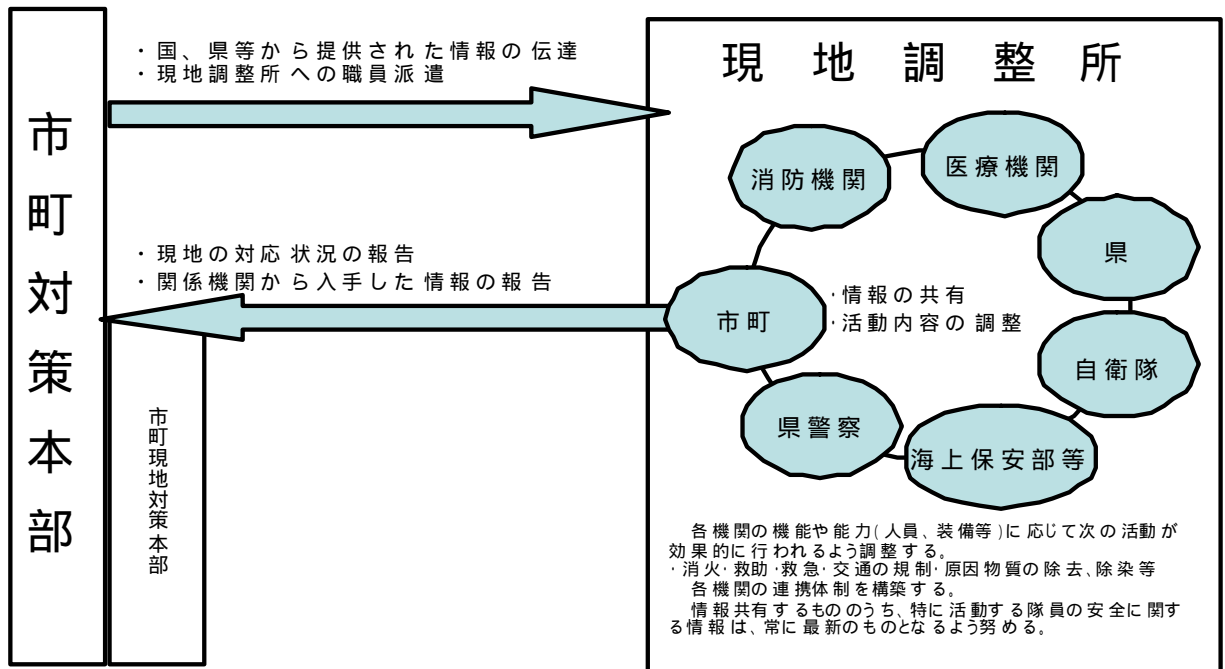 市町対策本部
・国、県等から提供された情報の伝達
・現地調整所への職員派遣
・現地の対応状況の報告
・関係機関から入手した情報の報告
市町現地対策本部
現地調整所
消防機関
医療機関
県
市町
・情報の共有
・活動内容の調整
自衛隊
県警察
海上保安部等
各機関の機能や能力(人員、装備等)に応じて次の活動が
効果的に行われるよう調整する。
・消火・救助・救急・交通の規制・原因物質の除去、除染等
各機関の連携体制を構築する。
情報共有するもののうち、特に活動する隊員の安全に関す
る情報は、常に最新のものとなるよう努める。